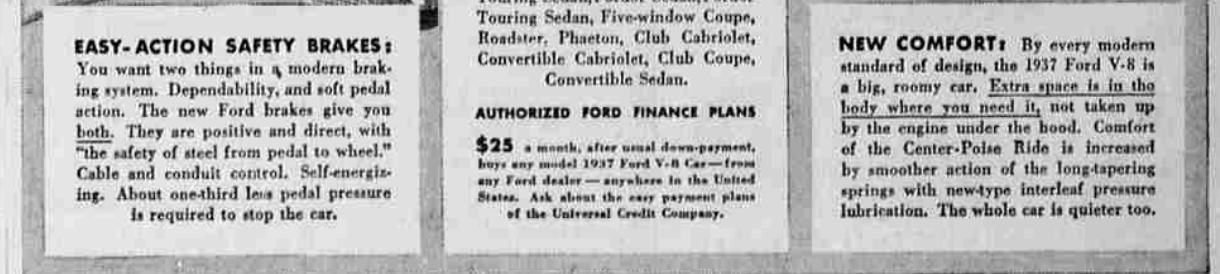 EASY-ACTION SAFETY BRAKES:
You want two things in a modern brak-
ing system. Dependability, and soft pedal
action. The new Ford brakes give you
both. They are positive and direct, with
"the safety of steel from pedal to wheel."
Cable and conduit control. Self-energiz-
ing. About one-third less pedal pressure
is required to stop the car.
Touring Sedan, Five-window Coupe,
Roadster, Phaeton, Club Cabriolet,
Convertible Cabriolet, Club Coupe,
Convertible Sedan.
AUTHORIZED FORD FINANCE PLANS
$25 a month, after usual down-payment,
buys any model 1937 Ford V-8 Car—from
any Ford dealer—anywhere in the United
States. Ask about the easy payment plans
of the Universal Credit Company.
NEW COMFORT: By every modern
standard of design, the 1937 Ford V-8 is
a big, roomy car. Extra space is in the
body where you need it, not taken up
by the engine under the hood. Comfort
of the Center-Poise Ride is increased
by smoother action of the long-tapering
springs with new-type interleaf pressure
lubrication. The whole car is quieter too.